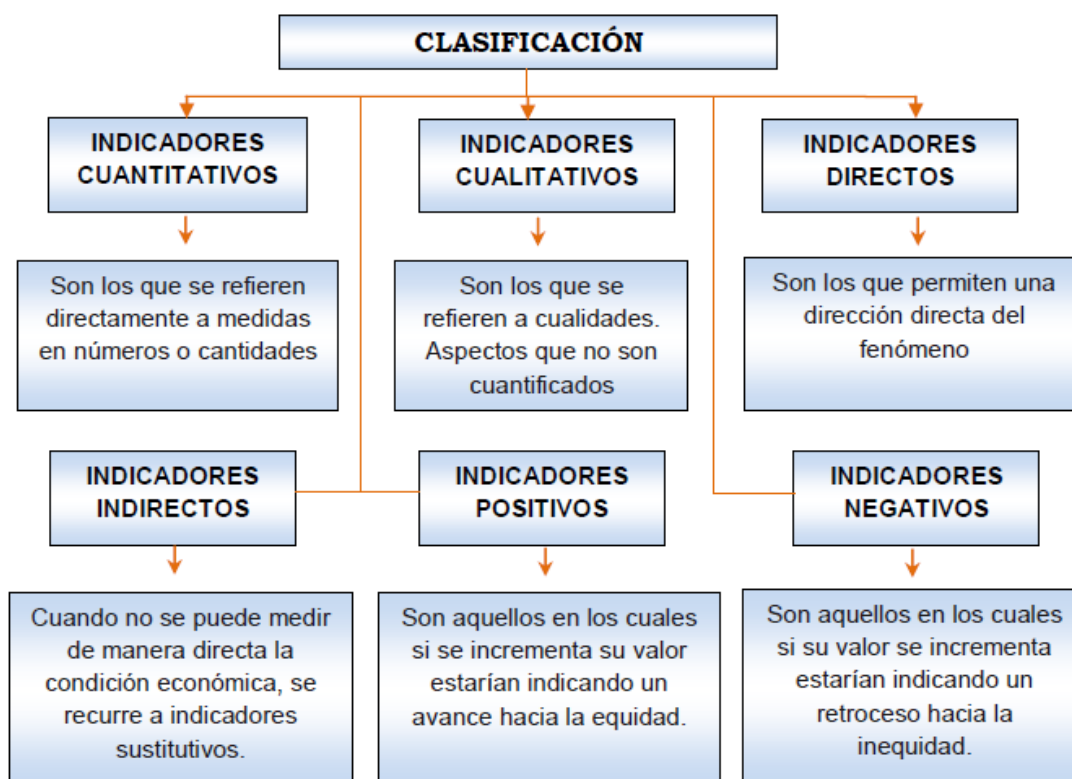 CLASIFICACIÓN
INDICADORES
CUANTITATIVOS
INDICADORES
CUALITATIVOS
INDICADORES
DIRECTOS
Son los que se refieren
directamente a medidas
en números o cantidades
Son los que se
refieren a cualidades.
Aspectos que no son
cuantificados
Son los que permiten una
dirección directa del
fenómeno
INDICADORES
INDIRECTOS
INDICADORES
POSITIVOS
INDICADORES
NEGATIVOS
Cuando no se puede medir
de manera directa la
condición económica, se
recurre a indicadores
sustitutivos.
Son aquellos en los cuales
si se incrementa su valor
estarían indicando un
avance hacia la equidad.
Son aquellos en los cuales
si su valor se incrementa
estarían indicando un
retroceso hacia la
inequidad.